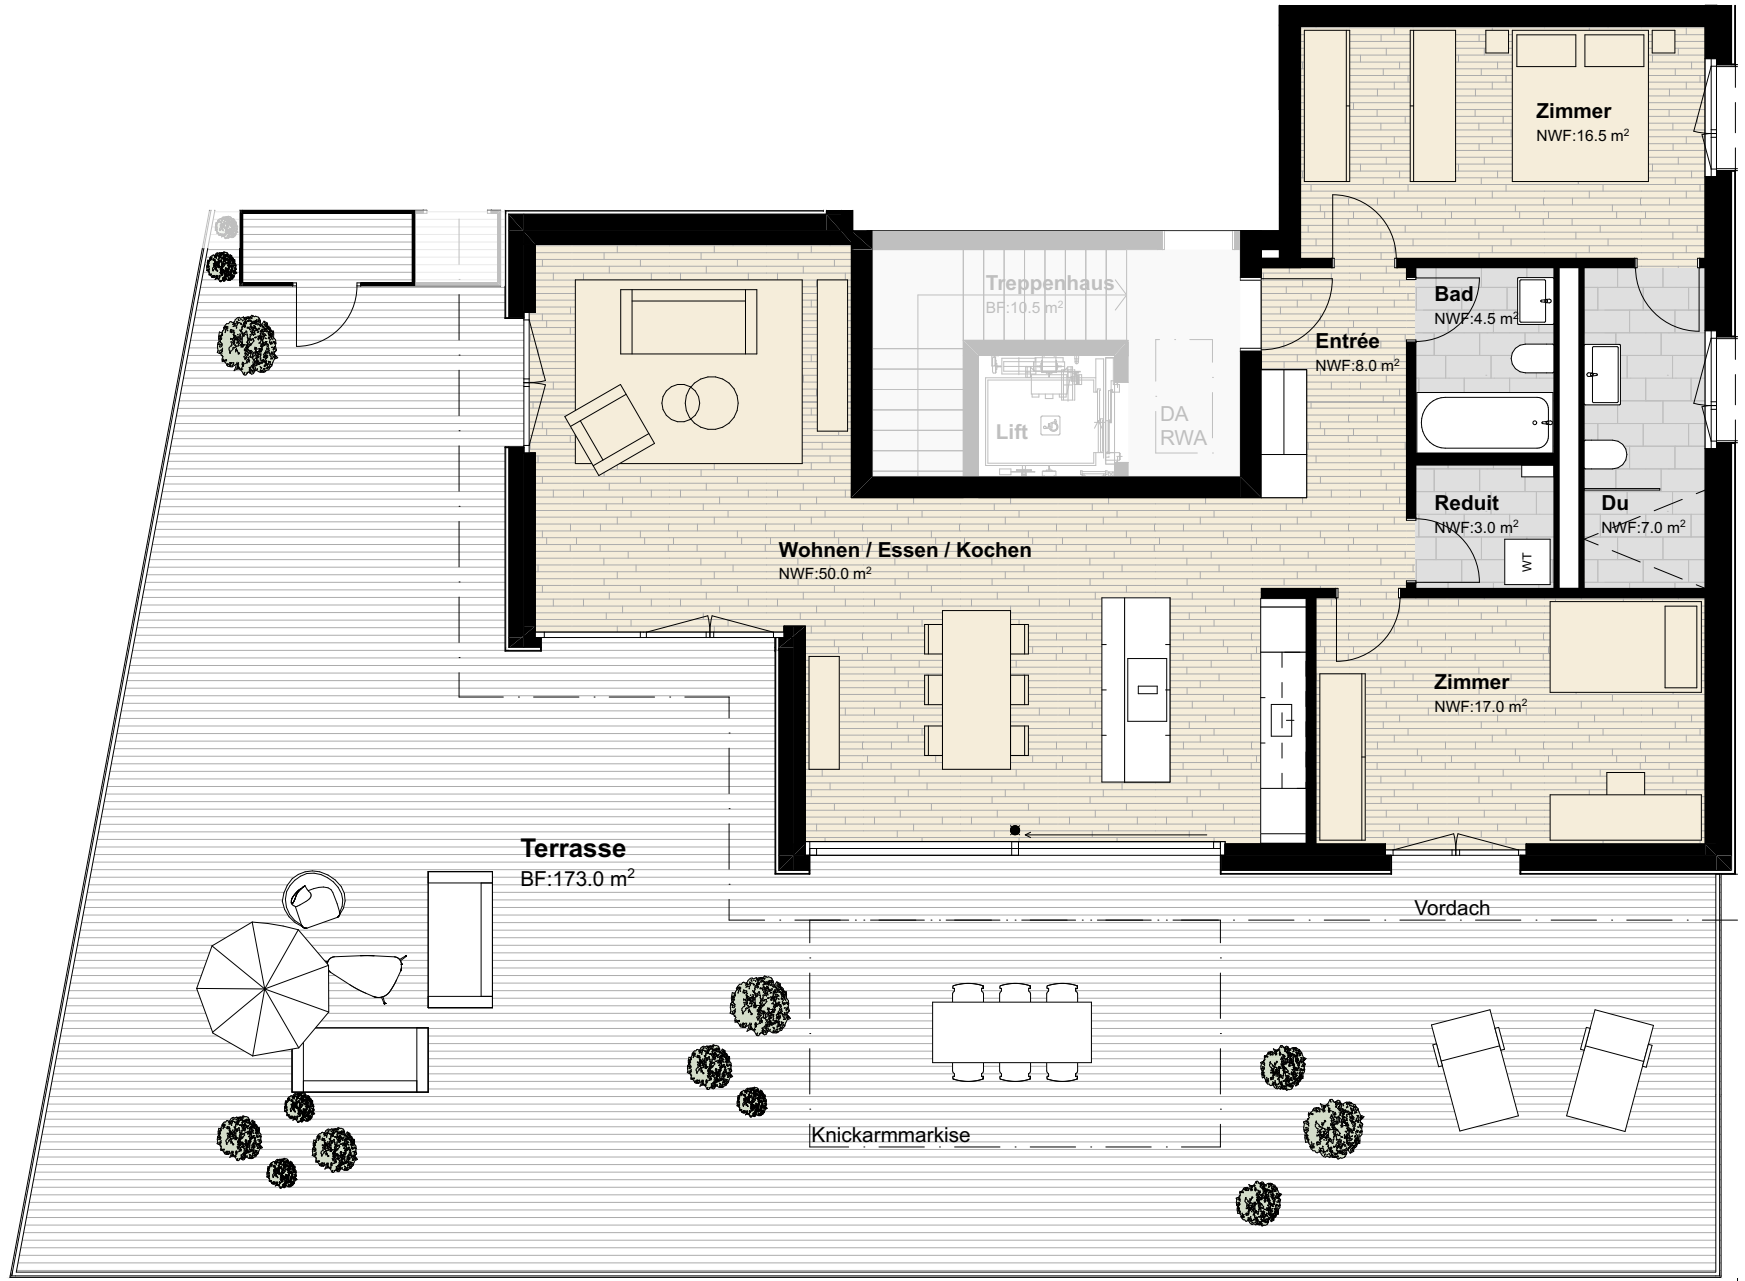 Zimmer
NWF:16.5 m²
Treppenhaus
BF:10.5 m²
Bad
NWF:4.5 m²
Entrée
NWF:8.0 m²
Lift
DA
RWA
Reduit
NWF:3.0 m²
Du
NWF:7.0 m²
Wohnen / Essen / Kochen
NWF:50.0 m²
WT
Zimmer
NWF:17.0 m²
Terrasse
BF:173.0 m²
Vordach
Knickarmmarkise